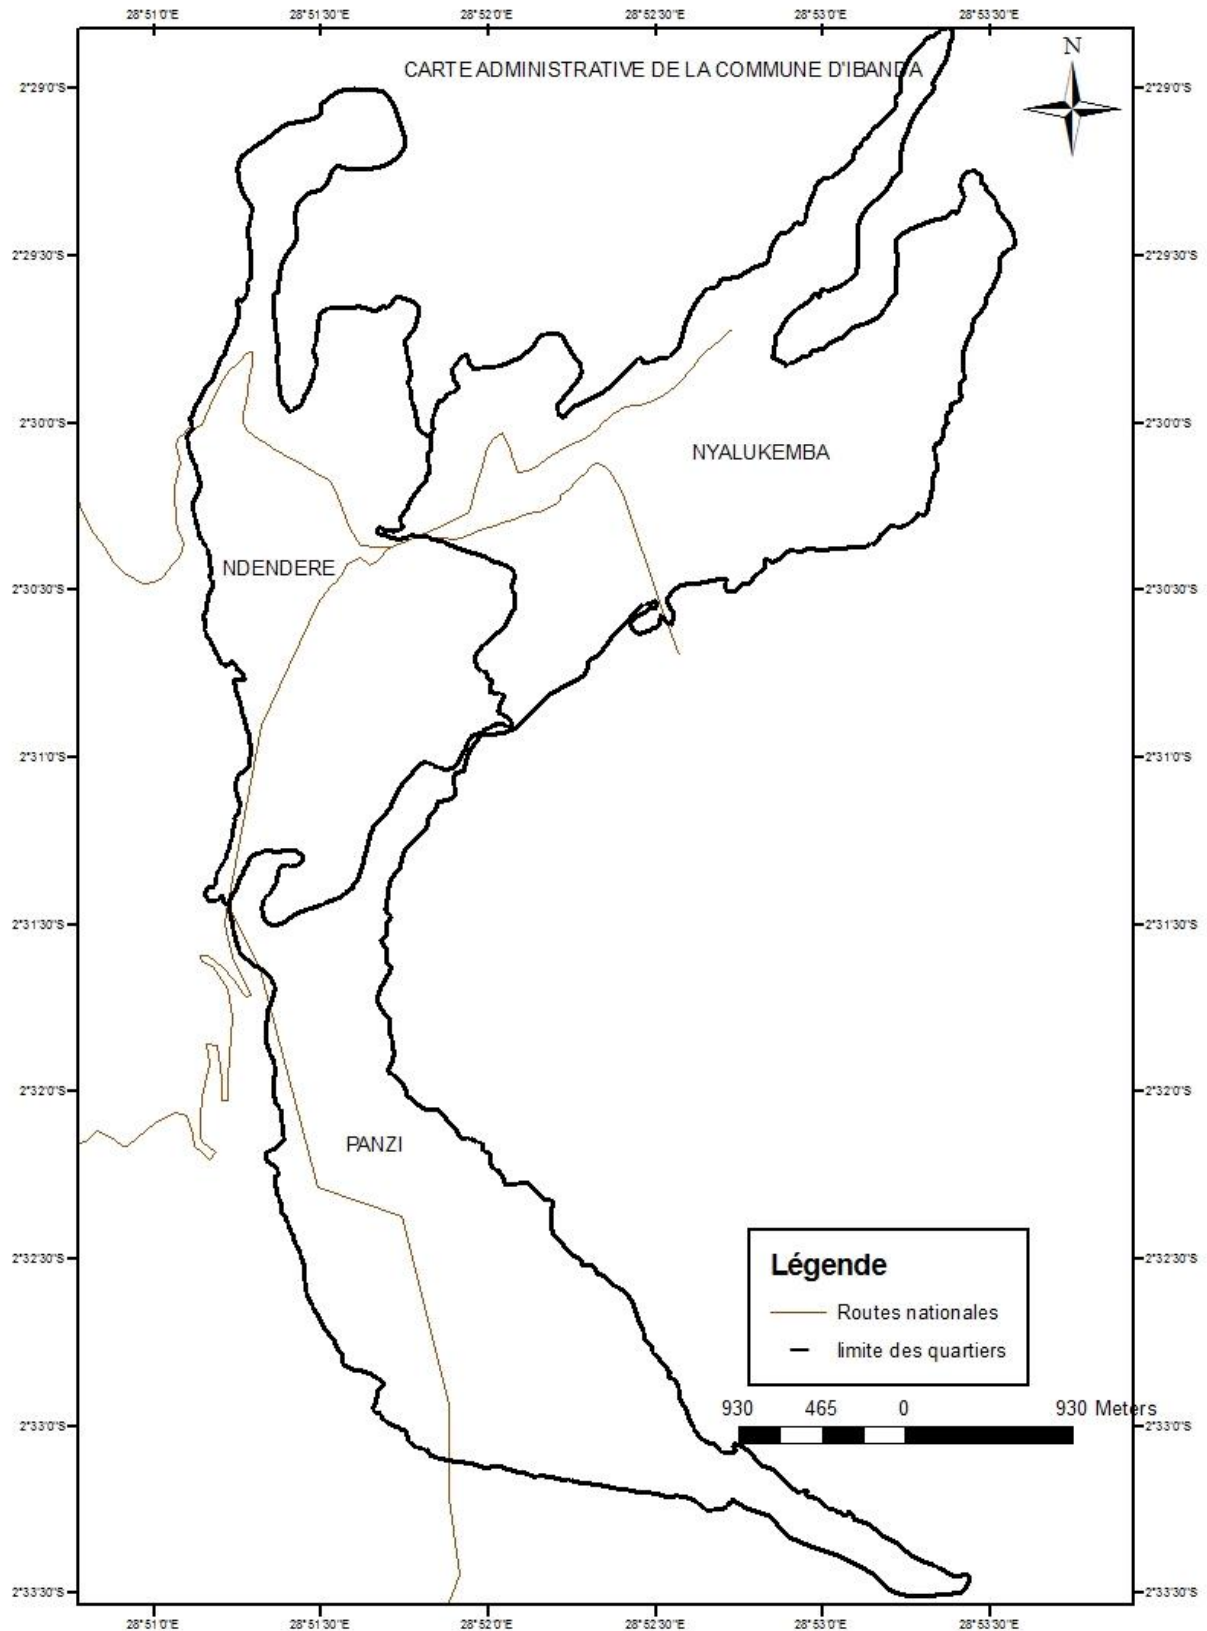 28°51'0"E 28°51'30"E 28°52'0"E 28°52'30"E 28°53'0"E 28°53'30"E
N
CARTE ADMINISTRATIVE DE LA COMMUNE D'IBANDA
2°29'0"S 2°29'0"S
2°29'30"S 2°29'30"S
2°30'0"S 2°30'0"S
NYALUKEMBA
NDENDERE
2°30'30"S 2°30'30"S
2°31'0"S 2°31'0"S
2°31'30"S 2°31'30"S
2°32'0"S 2°32'0"S
PANZI
2°32'30"S 2°32'30"S
Légende
Routes nationales
limite des quartiers
930 465 0 930 Meters
2°33'0"S 2°33'0"S
2°33'30"S 2°33'30"S
28°51'0"E 28°51'30"E 28°52'0"E 28°52'30"E 28°53'0"E 28°53'30"E